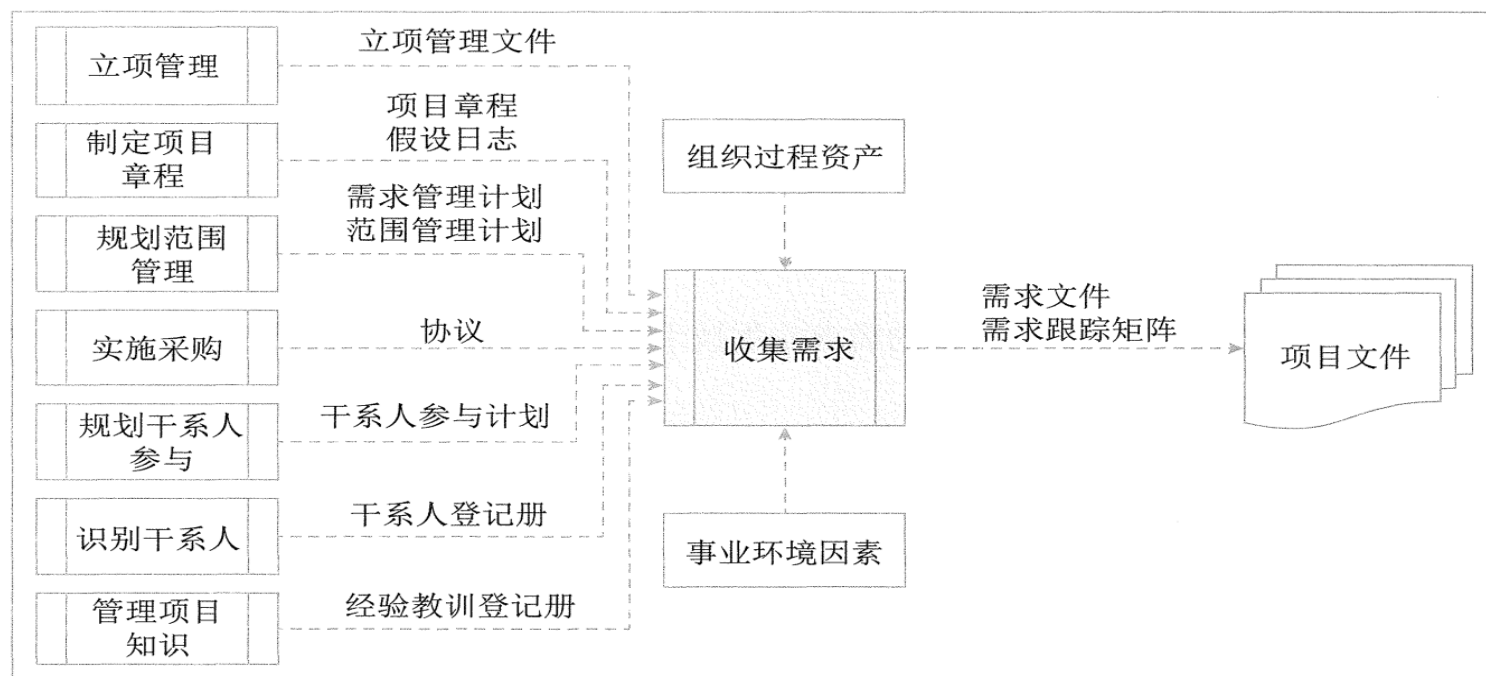 立项管理
立项管理文件
制定项目
章程
项目章程
假设日志
规划范围
管理
需求管理计划
范围管理计划
实施采购
协议
规划干系人
参与
干系人参与计划
识别干系人
干系人登记册
管理项目
知识
经验教训登记册
组织过程资产
收集需求
事业环境因素
需求文件
需求跟踪矩阵
项目文件